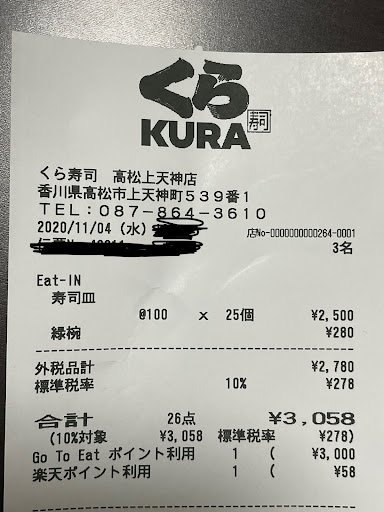 くら
KURA 寿司
くら寿司 高松上天神店
香川県高松市上天神町539番1
TEL:087-864-3610
2020/11/04 (水)
店No-0000000000264-0001
3名
Eat-IN
寿司皿
@100 x 25個 ¥2,500
緑椀 ¥280
外税品計 ¥2,780
標準税率 10% ¥278
合計 26点 ¥3,058
(10%対象 ¥3,058 標準税率 ¥278)
Go To Eat ポイント利用 1 ( ¥3,000
楽天ポイント利用 1 ( ¥58